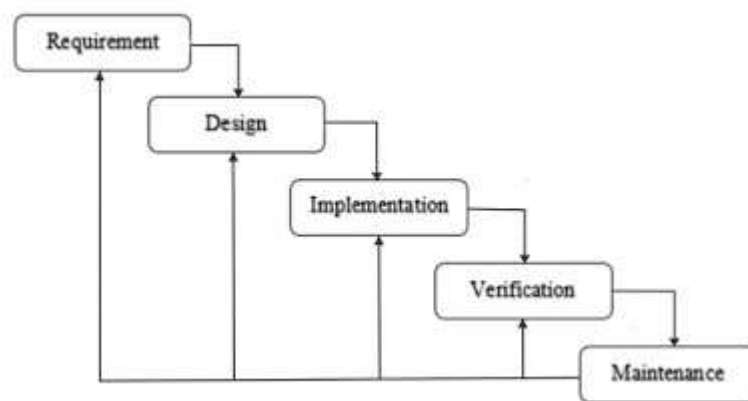 Requirement
Design
Implementation
Verification
Maintenance